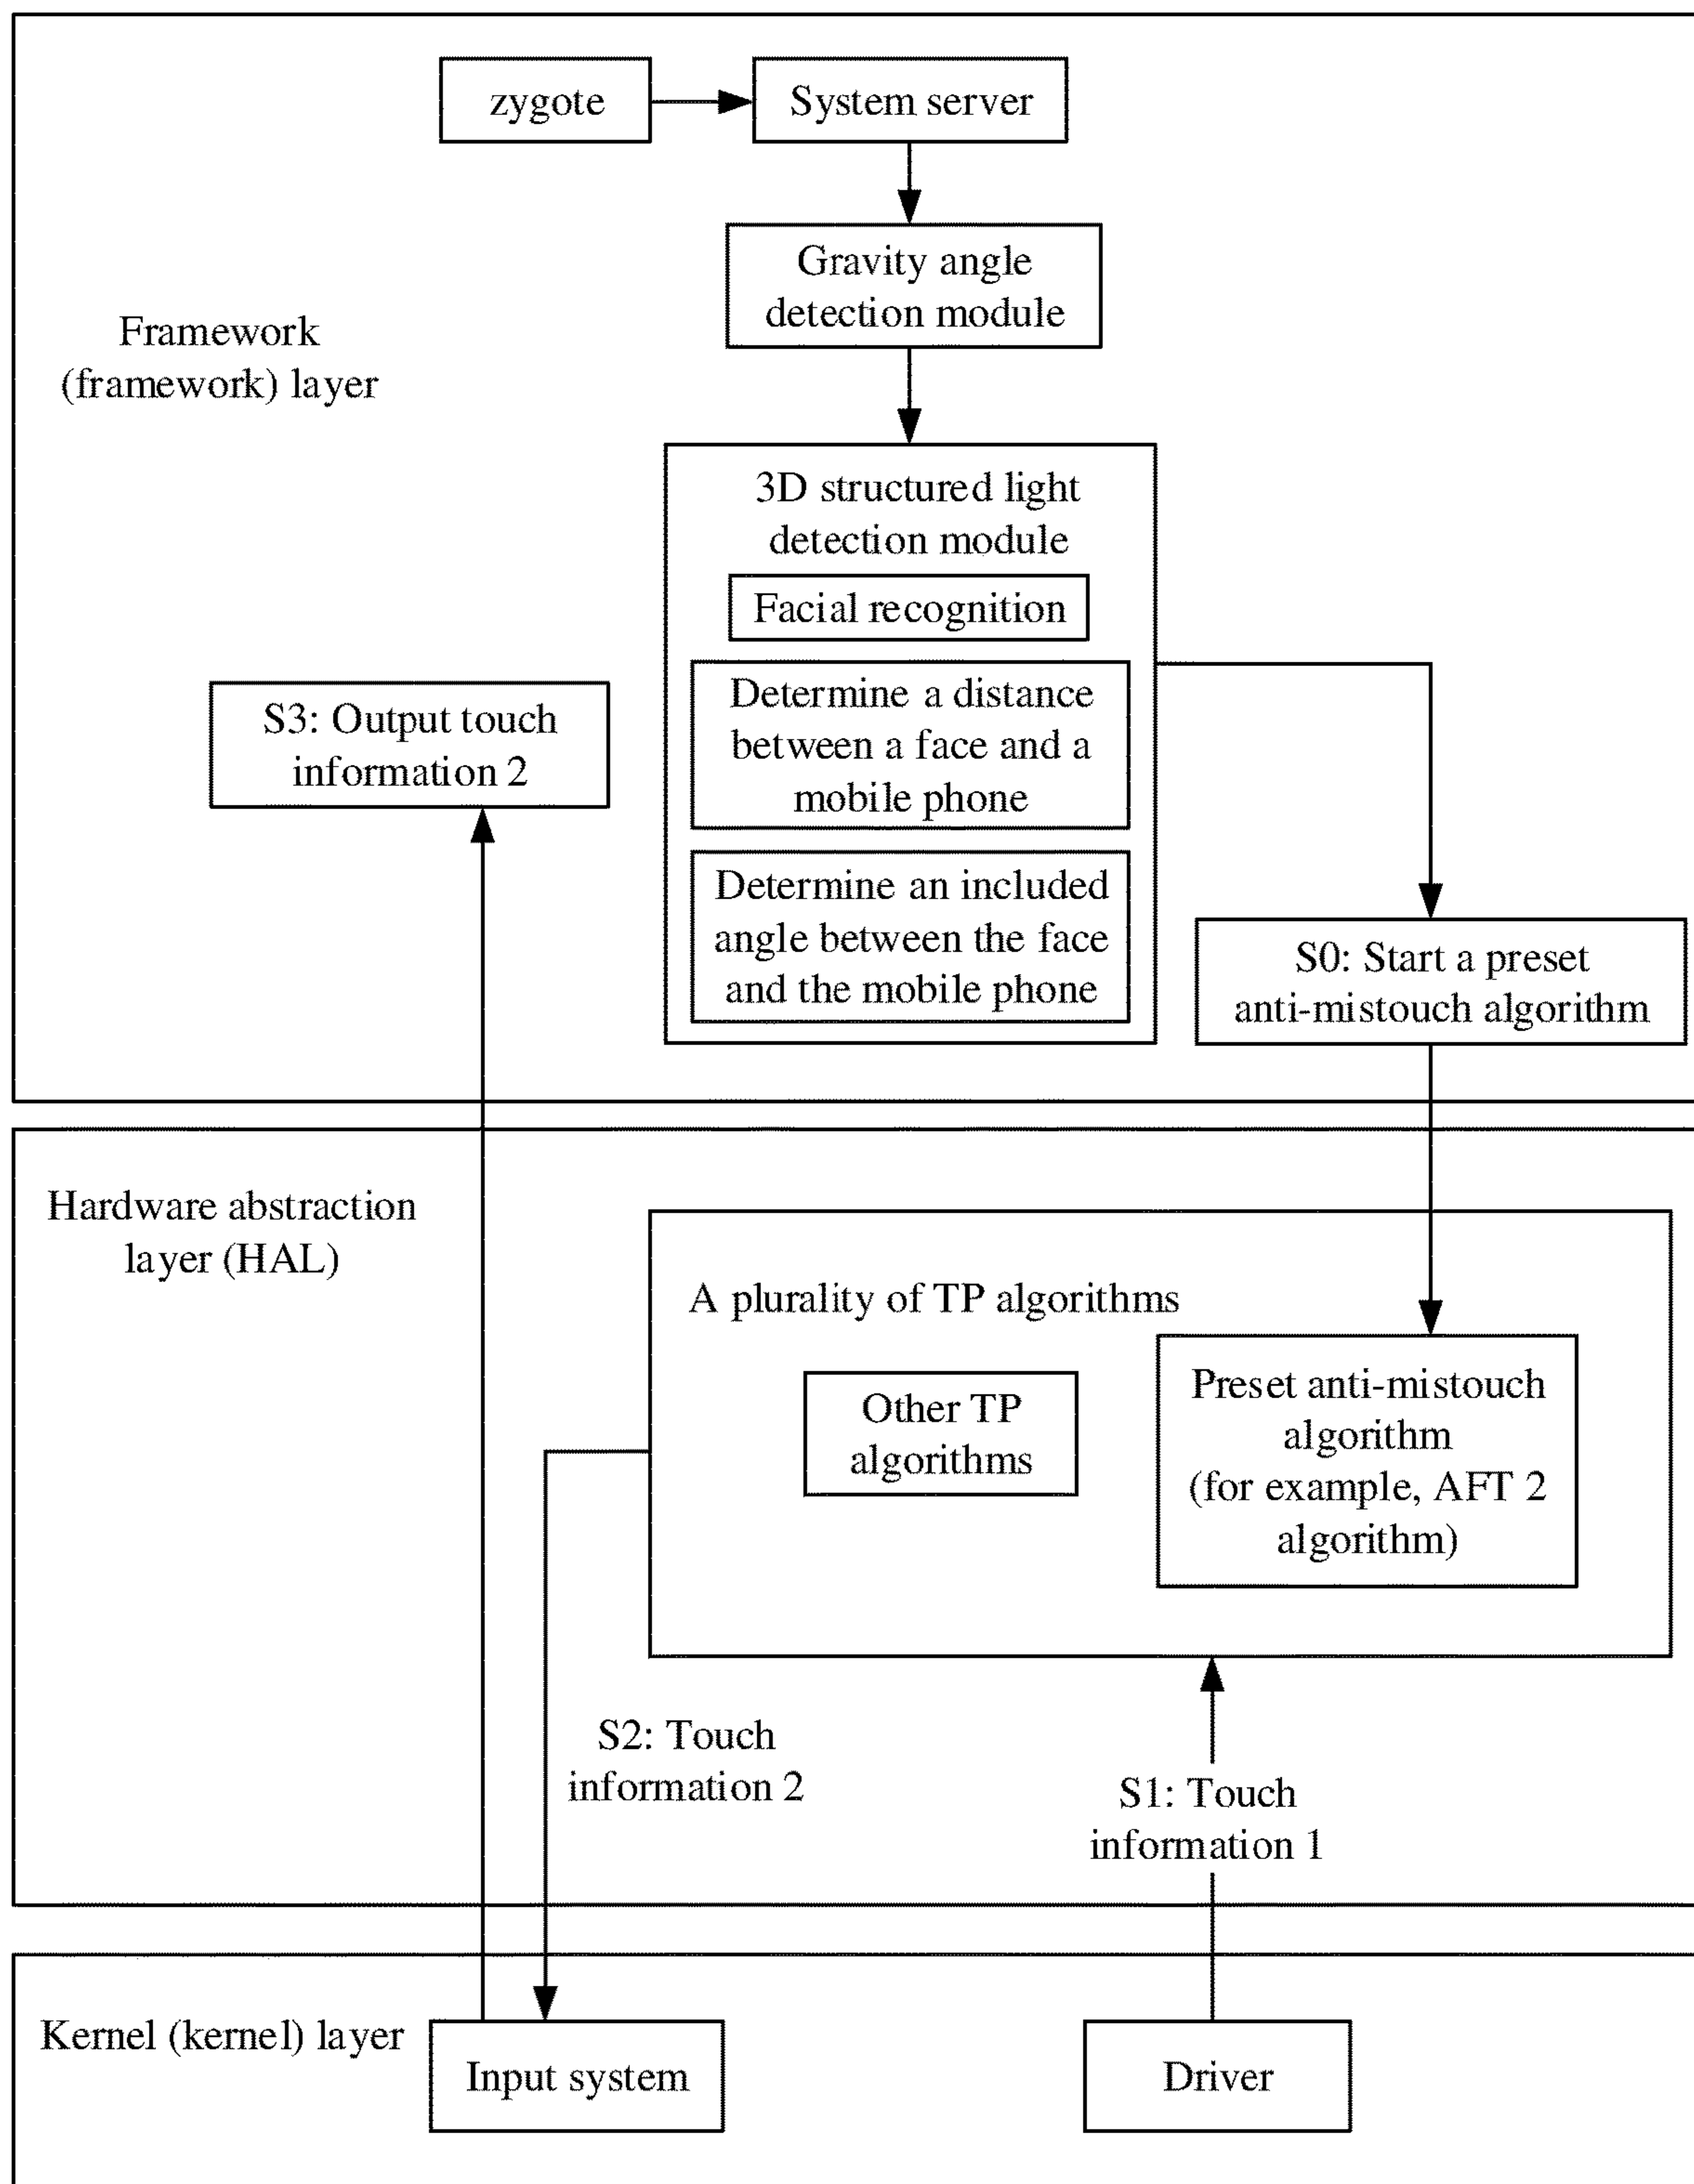 zygote
System server
Gravity angle
detection module
Framework
(framework) layer
3D structured light
detection module
Facial recognition
Determine a distance
between a face and a
mobile phone
Determine an included
angle between the face
and the mobile phone
S3: Output touch
information 2
S0: Start a preset
anti-mistouch algorithm
Hardware abstraction
layer (HAL)
A plurality of TP algorithms
Other TP
algorithms
Preset anti-mistouch
algorithm
(for example, AFT 2
algorithm)
S2: Touch
information 2
S1: Touch
information 1
Kernel (kernel) layer
Input system
Driver